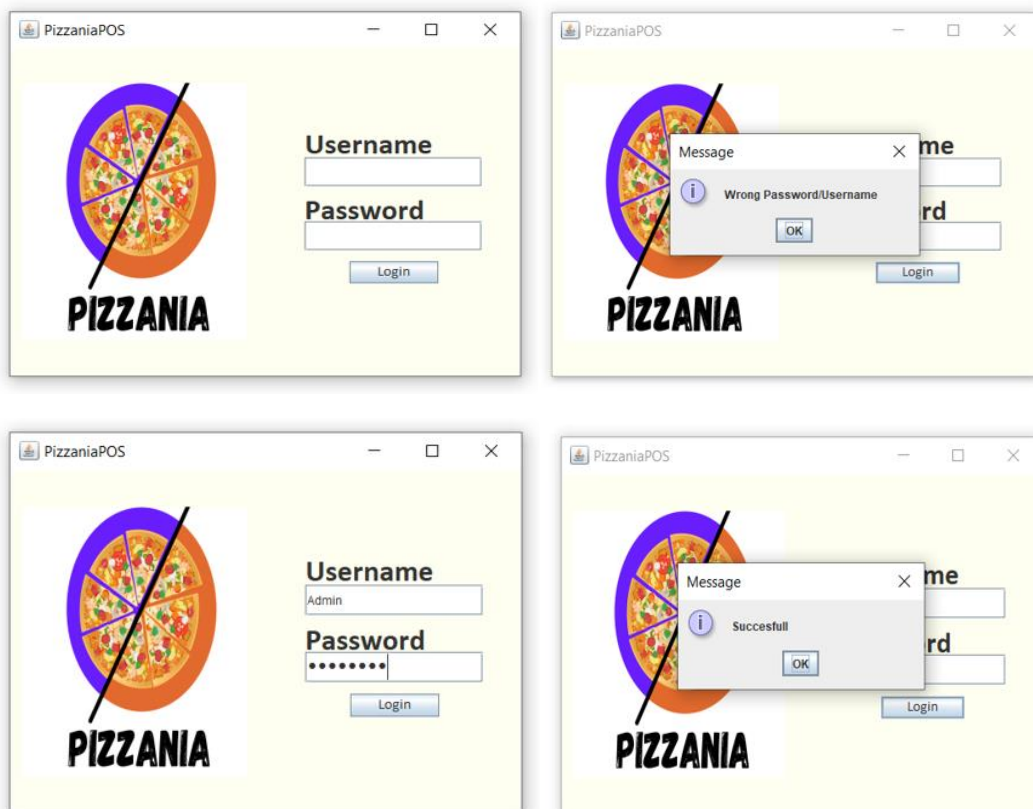 PizzaniaPOS
Username
Password
Login
PIZZANIA
PizzaniaPOS
Message
me
Wrong Password/Username
rd
OK
Login
PIZZANIA
PizzaniaPOS
Username
Admin
Password
Login
PIZZANIA
PizzaniaPOS
Message
me
Succesfull
rd
OK
Login
PIZZANIA